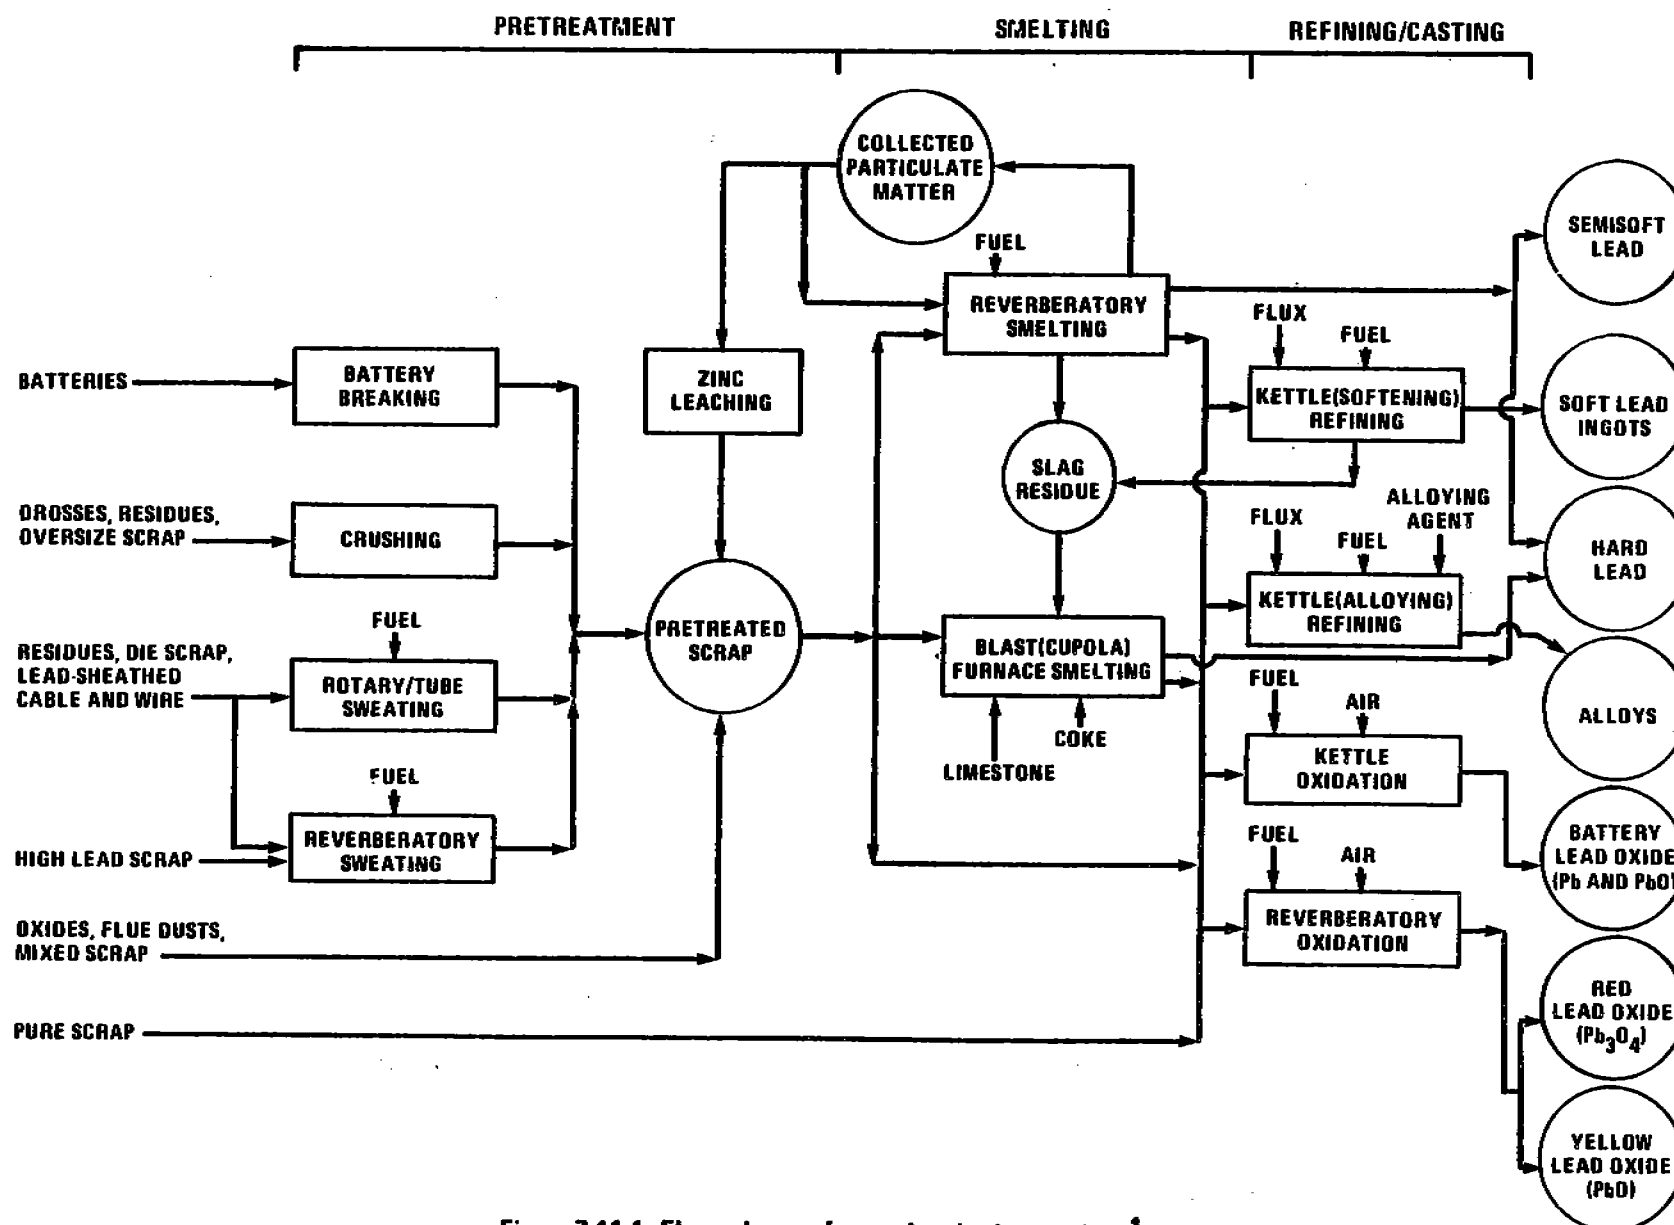 PRETREATMENT
SMELTING
REFINING/CASTING
COLLECTED
PARTICULATE
MATTER
SEMISOFT
LEAD
FUEL
REVERBERATORY
SMELTING
FLUX
FUEL
BATTERIES
BATTERY
BREAKING
ZINC
LEACHING
KETTLE(SOFTENING)
REFINING
SOFT LEAD
INGOTS
SLAG
RESIDUE
DROSSES, RESIDUES,
OVERSIZE SCRAP
CRUSHING
FLUX
FUEL
ALLOYING
AGENT
HARD
LEAD
KETTLE(ALLOYING)
REFINING
FUEL
RESIDUES, DIE SCRAP,
LEAD-SHEATHED
CABLE AND WIRE
ROTARY/TUBE
SWEATING
PRETREATED
SCRAP
BLAST(CUPOLA)
FURNACE SMELTING
COKE
LIMESTONE
FUEL
AIR
ALLOYS
KETTLE
OXIDATION
FUEL
REVERBERATORY
SWEATING
HIGH LEAD SCRAP
FUEL
AIR
BATTERY
LEAD OXIDE
(Pb AND PbO)
OXIDES, FLUE DUSTS,
MIXED SCRAP
REVERBERATORY
OXIDATION
PURE SCRAP
RED
LEAD OXIDE
(Pb3O4)
YELLOW
LEAD OXIDE
(PbO)